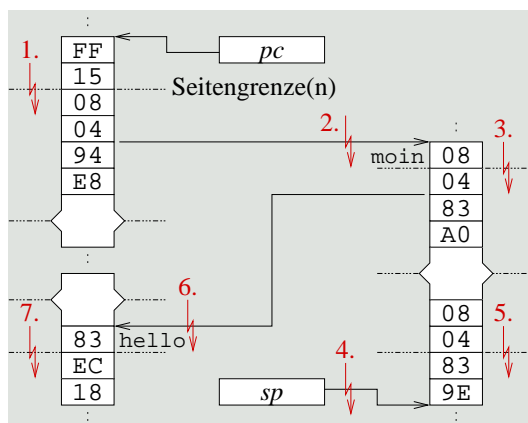 1.
FF
pc
15
Seitengrenze(n)
08
04
2.
3.
94
moin
08
E8
04
83
A0
6.
7.
08
5.
83
hello
04
4.
EC
83
18
sp
9E